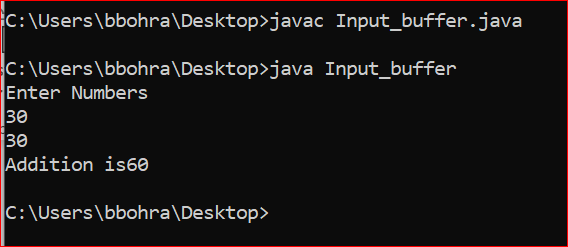 C:\Users\bbohra\Desktop>javac Input_buffer.java
C:\Users\bbohra\Desktop>java Input_buffer
Enter Numbers
30
30
Addition is60
C:\Users\bbohra\Desktop>